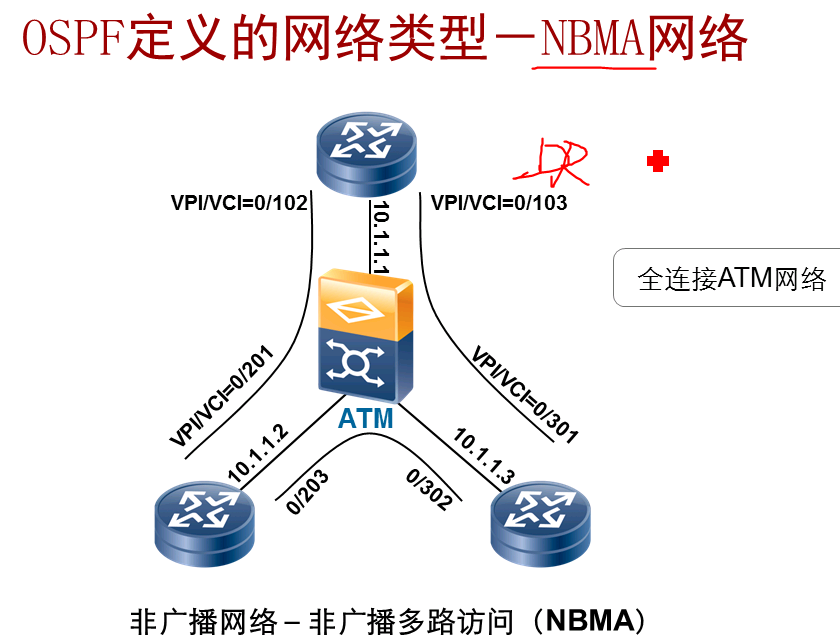 OSPF定义的网络类型－NBMA网络
DR
VPI/VCI=0/102
VPI/VCI=0/103
10.1.1.1
全连接ATM网络
VPI/VCI=0/201
VPI/VCI=0/301
ATM
10.1.1.2
10.1.1.3
0/203
0/302
非广播网络 – 非广播多路访问（NBMA）